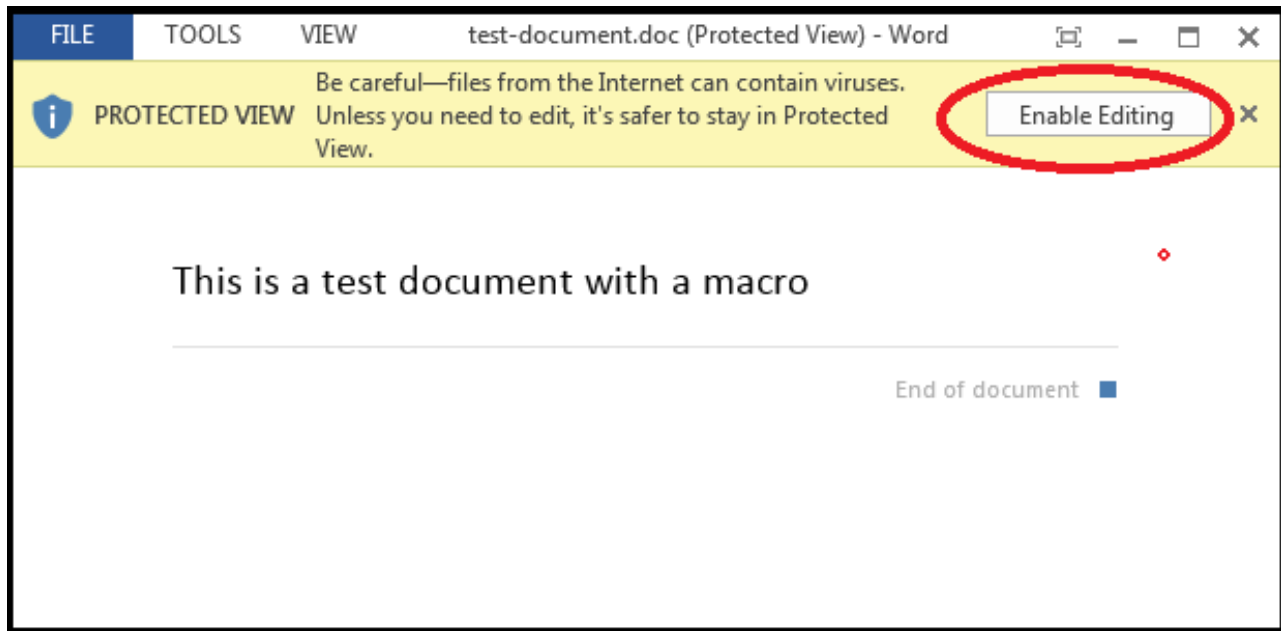 FILE TOOLS VIEW test-document.doc (Protected View) - Word
Be careful—files from the Internet can contain viruses.
PROTECTED VIEW Unless you need to edit, it's safer to stay in Protected Enable Editing
View.
This is a test document with a macro
End of document